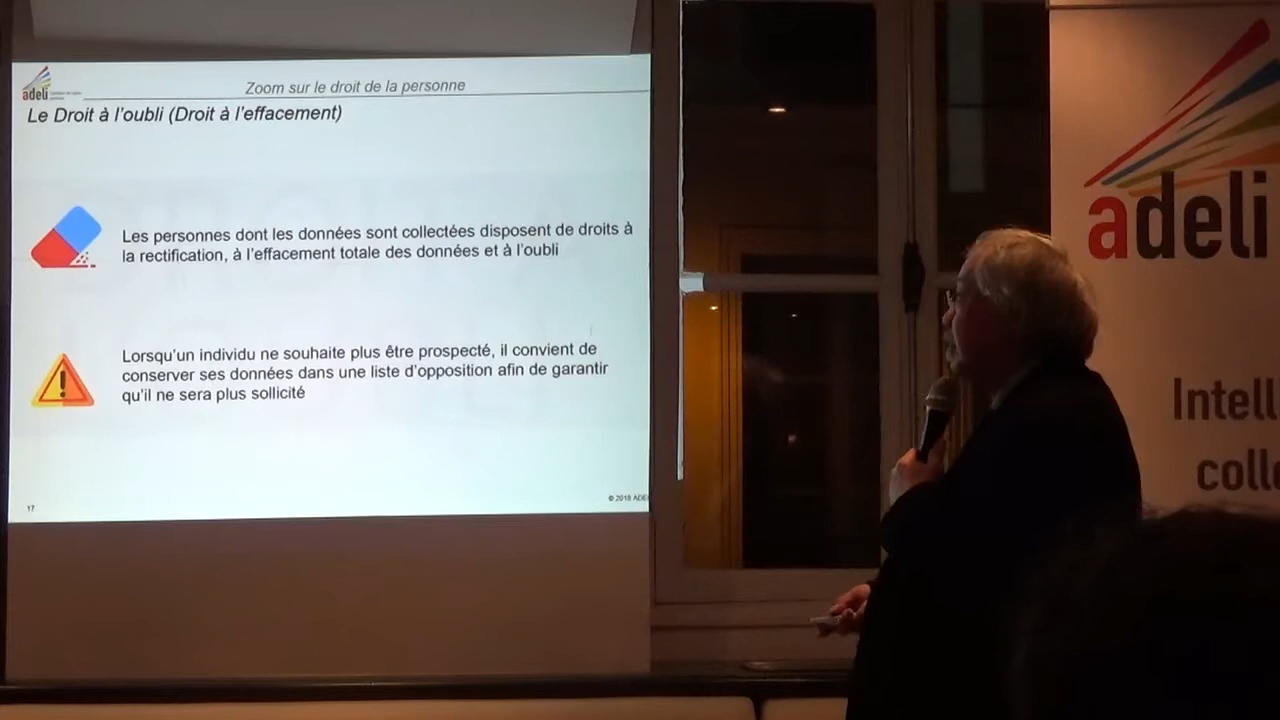 adeli
Zoom sur le droit de la personne
Le Droit à l'oubli (Droit à l'effacement)
Les personnes dont les données sont collectées disposent de droits à
la rectification, à l'effacement totale des données et à l'oubli
Lorsqu'un individu ne souhaite plus être prospecté, il convient de
conserver ses données dans une liste d'opposition afin de garantir
qu'il ne sera plus sollicité
17
© 2018 ADE
adeli
Intell
colle